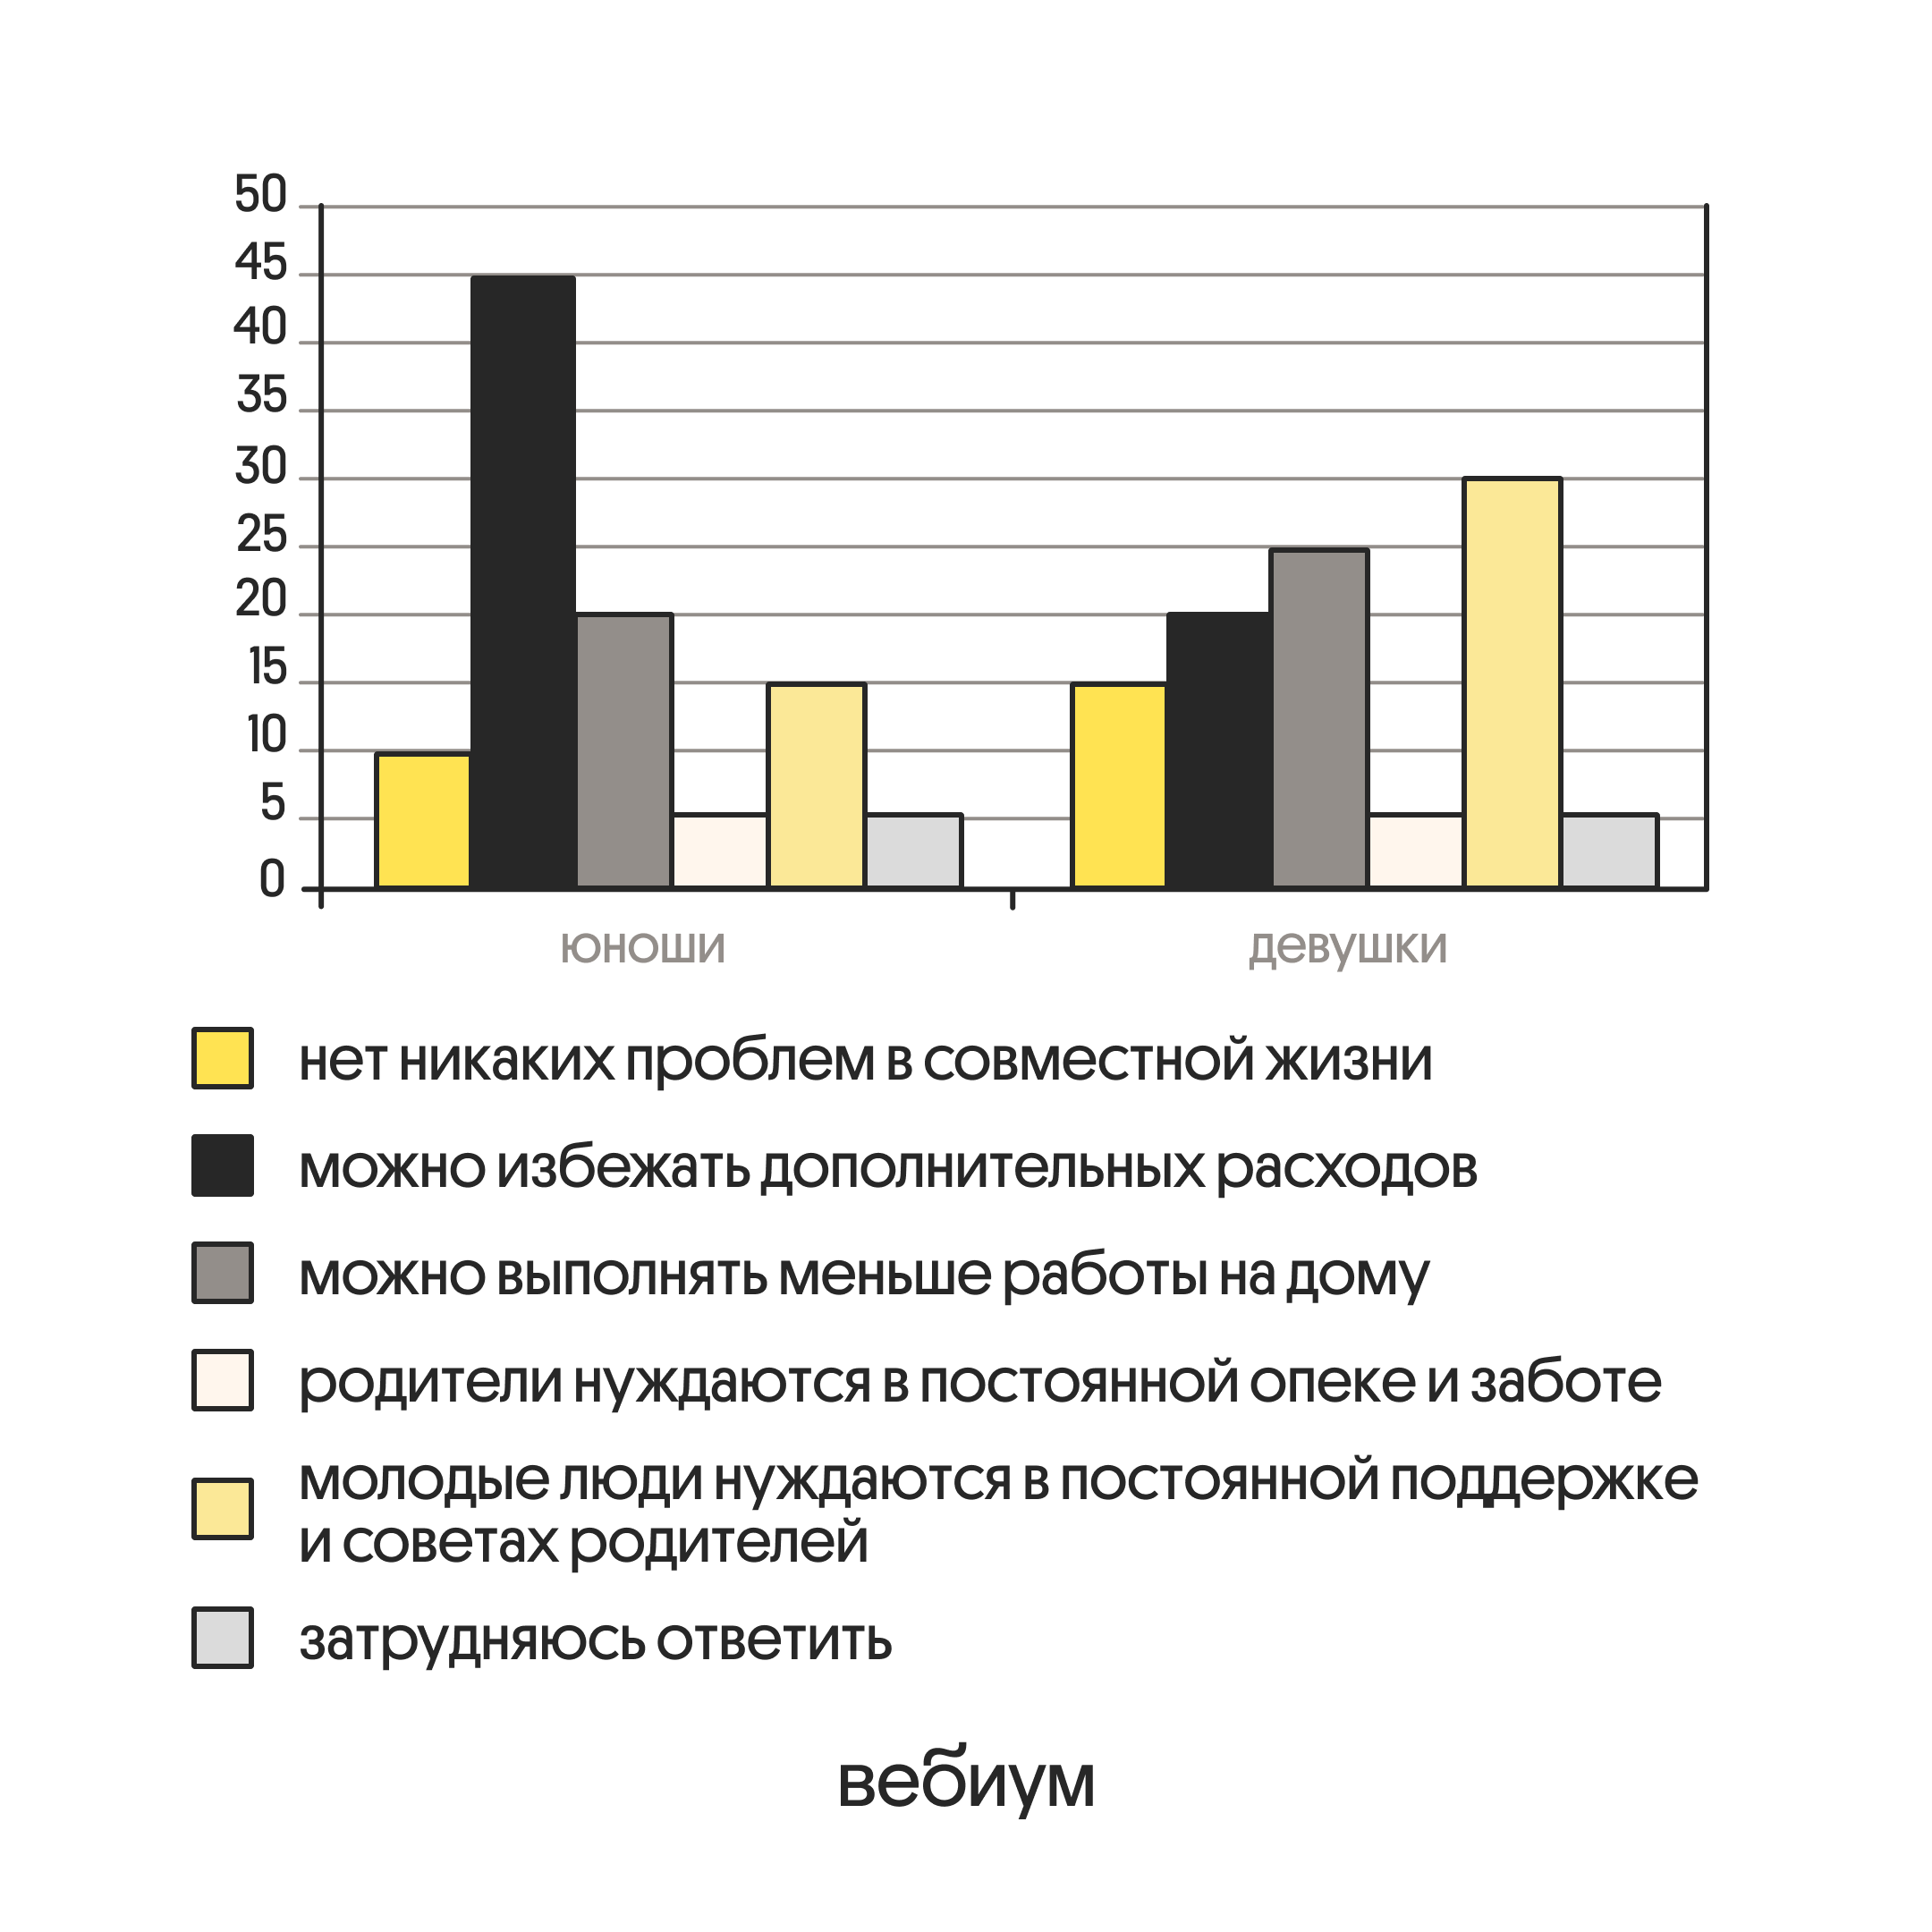 50
45
40
35
30
25
20
15
10
5
0
юноши
девушки
нет никаких проблем в совместной жизни
можно избежать дополнительных расходов
можно выполнять меньше работы на дому
родители нуждаются в постоянной опеке и заботе
молодые люди нуждаются в постоянной поддержке
и советах родителей
затрудняюсь ответить
вебиум